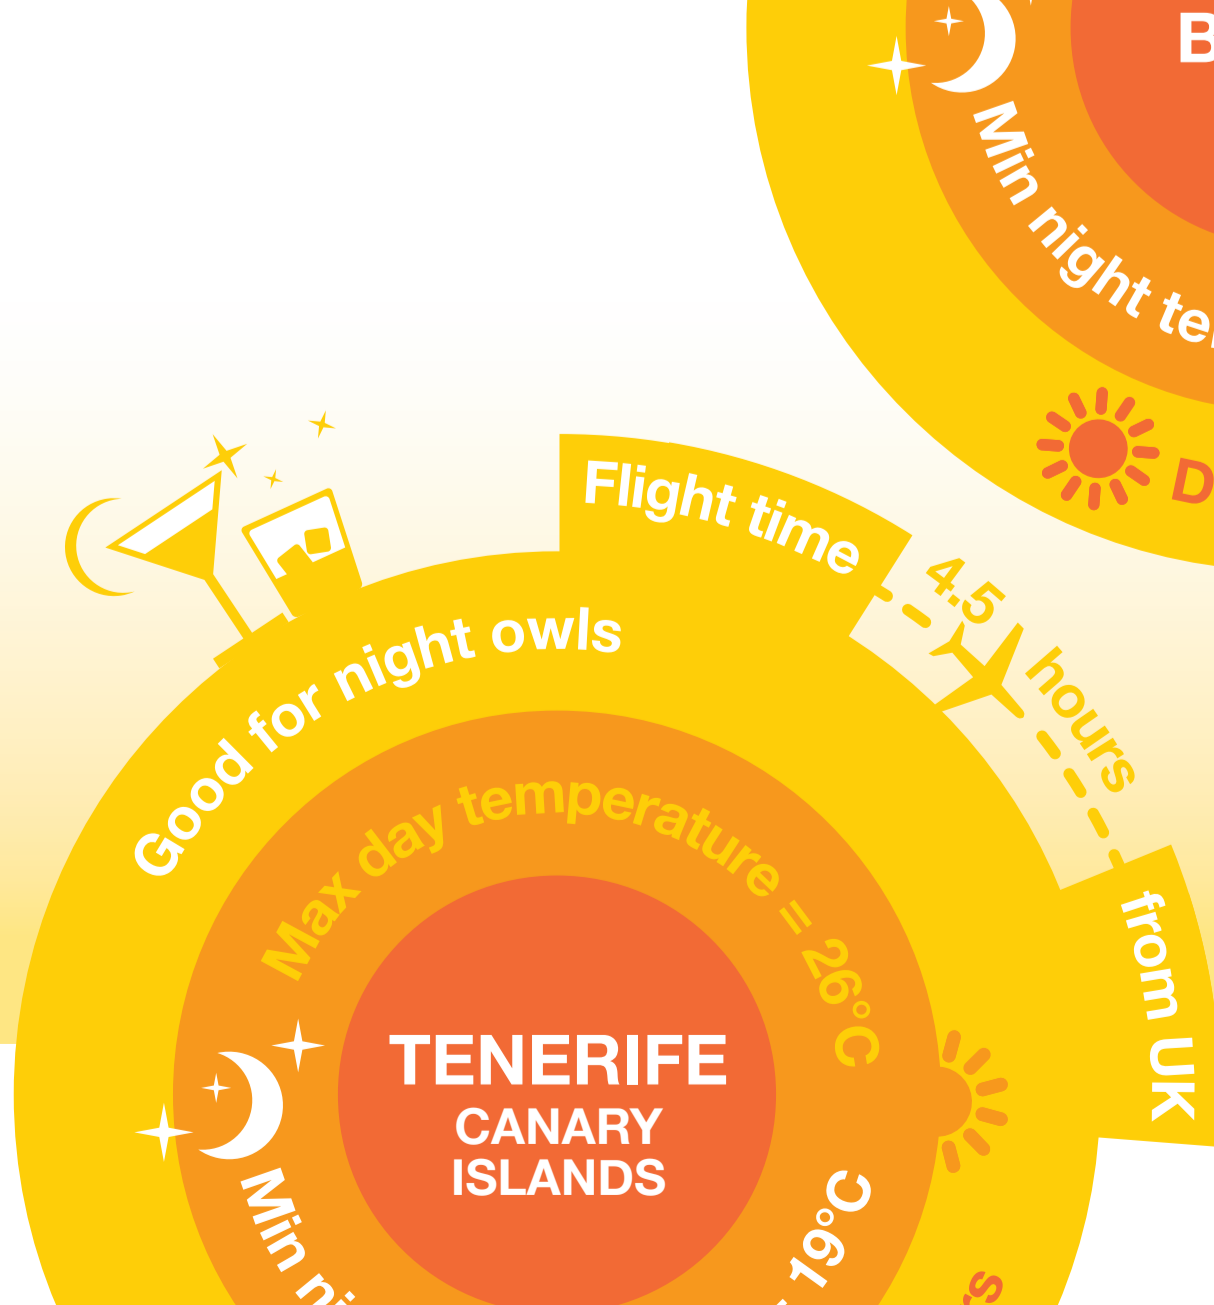 B
Min night
D
Flight time
4.5 hours
from UK
Good for night owls
Max day temperature = 26°C
TENERIFE
CANARY
ISLANDS
Min
19°C